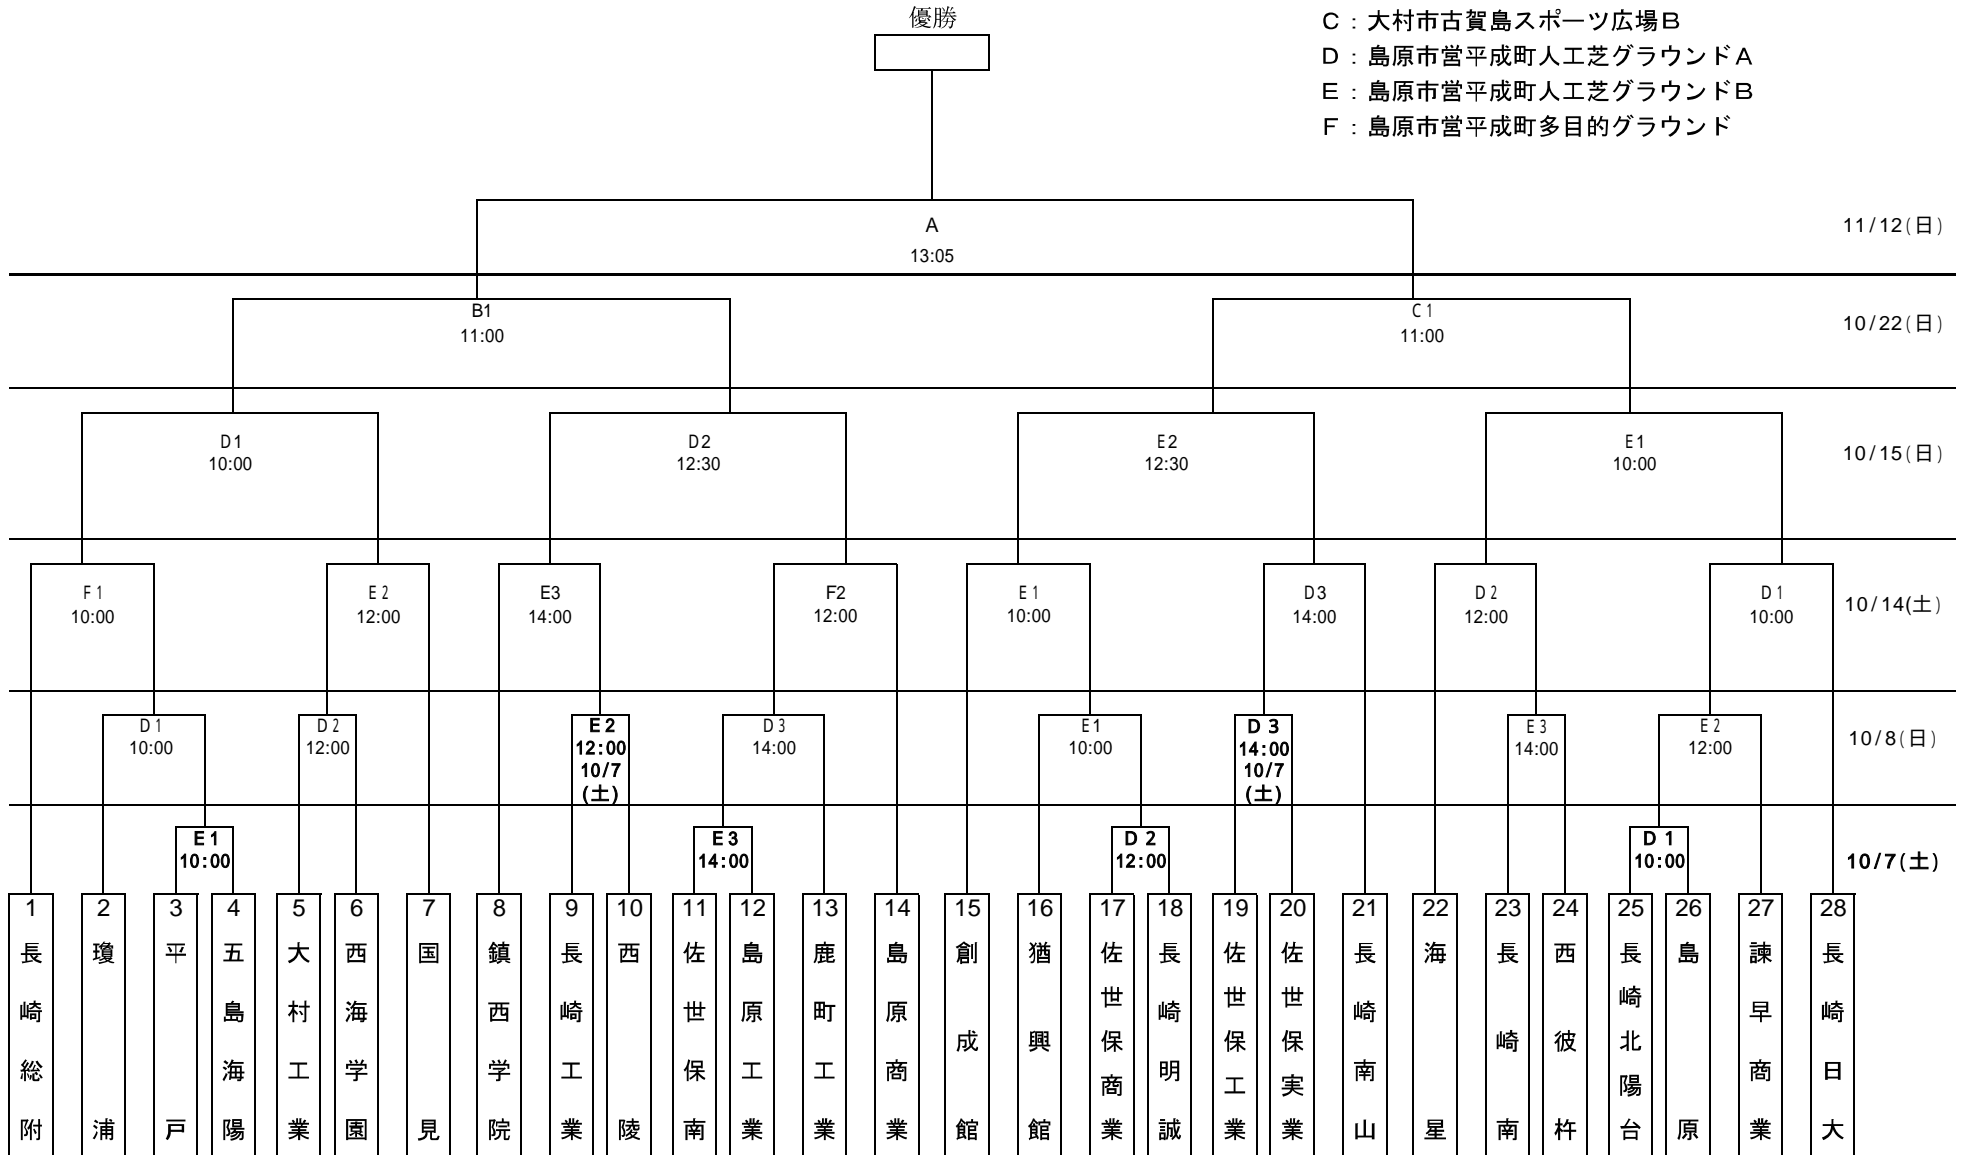 優勝
C：大村市古賀島スポーツ広場B
D：島原市営平成町人工芝グラウンドA
E：島原市営平成町人工芝グラウンドB
F：島原市営平成町多目的グラウンド
A
13:05
11/12(日)
B1
11:00
C1
11:00
10/22(日)
D1
10:00
D2
12:30
E2
12:30
E1
10:00
10/15(日)
F1
10:00
E2
12:00
E3
14:00
F2
12:00
E1
10:00
D3
14:00
D2
12:00
D1
10:00
10/14(土)
D1
10:00
D2
12:00
E2
12:00
10/7
(土)
D3
14:00
E1
10:00
D3
14:00
10/7
(土)
E3
14:00
E2
12:00
10/8(日)
E1
10:00
E3
14:00
D2
12:00
D1
10:00
10/7(土)
1
長崎総附
2
瓊浦
3
平戸
4
五島海陽
5
大村工業
6
西海学園
7
国見
8
鎮西学院
9
長崎工業
10
西陵
11
佐世保南
12
島原工業
13
鹿町工業
14
島原商業
15
創成館
16
猶興館
17
佐世保商業
18
長崎明誠
19
佐世保工業
20
佐世保実業
21
長崎南山
22
海星
23
長崎南
24
西彼杵
25
長崎北陽台
26
島原
27
諫早商業
28
長崎日大